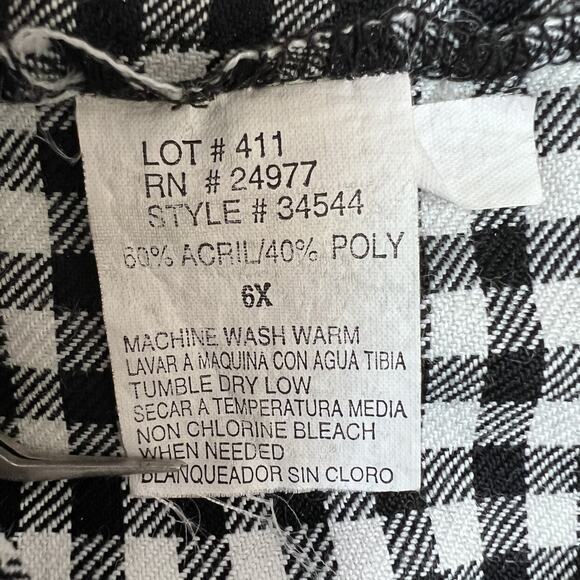 LOT # 411
RN # 24977
STYLE # 34544
60% ACRIL/40% POLY
6X
MACHINE WASH WARM
LAVAR A MAQUINA CON AGUA TIBIA
TUMBLE DRY LOW
SECAR A TEMPERATURA MEDIA
NON CHLORINE BLEACH
WHEN NEEDED
BLANQUEADOR SIN CLORO